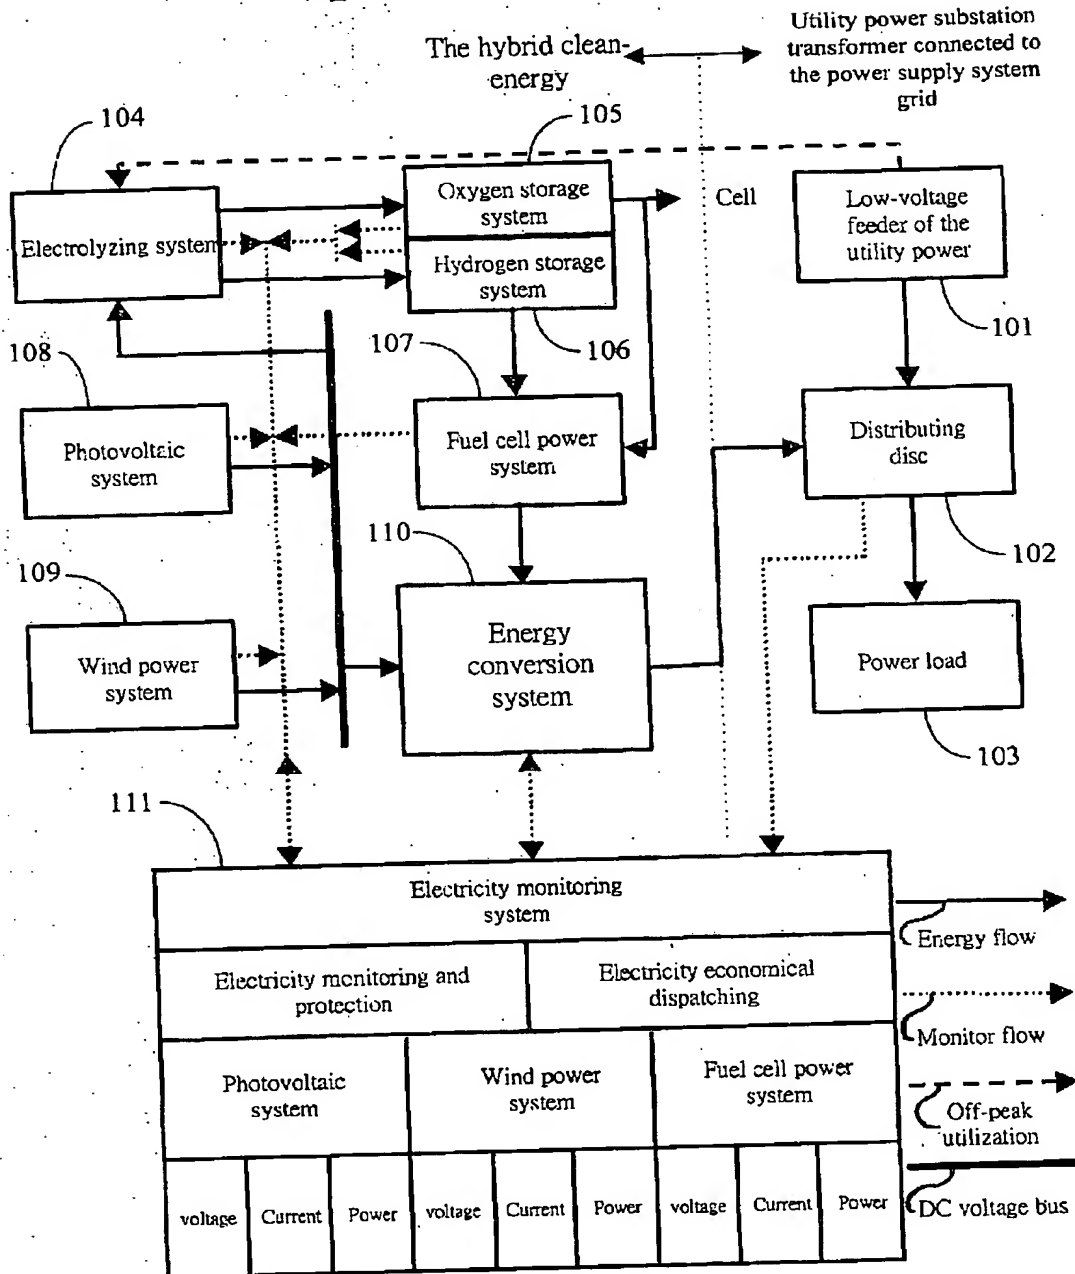 The hybrid clean-
energy
Utility power substation
transformer connected to
the power supply system
grid
104
105
Oxygen storage
system
Cell
Low-voltage
feeder of the
utility power
Electrolyzing system
Hydrogen storage
system
101
106
107
108
Photovoltaic
system
Fuel cell power
system
Distributing
disc
110
102
109
Wind power
system
Energy
conversion
system
Power load
103
111
Electricity monitoring
system
Energy flow
Electricity monitoring and
protection
Electricity economical
dispatching
Monitor flow
Photovoltaic
system
Wind power
system
Fuel cell power
system
Off-peak
utilization
voltage
Current
Power
voltage
Current
Power
voltage
Current
Power
DC voltage bus